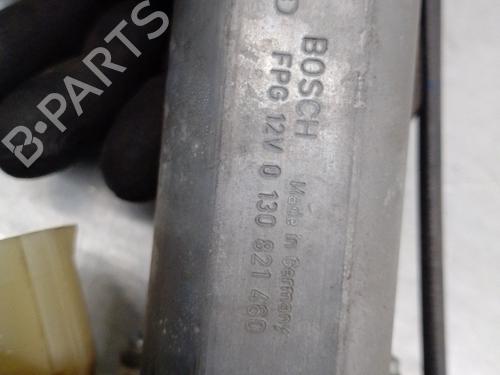 BOSCH Made in Germany
FPG 12V 0 130 821 460
B-PARTS